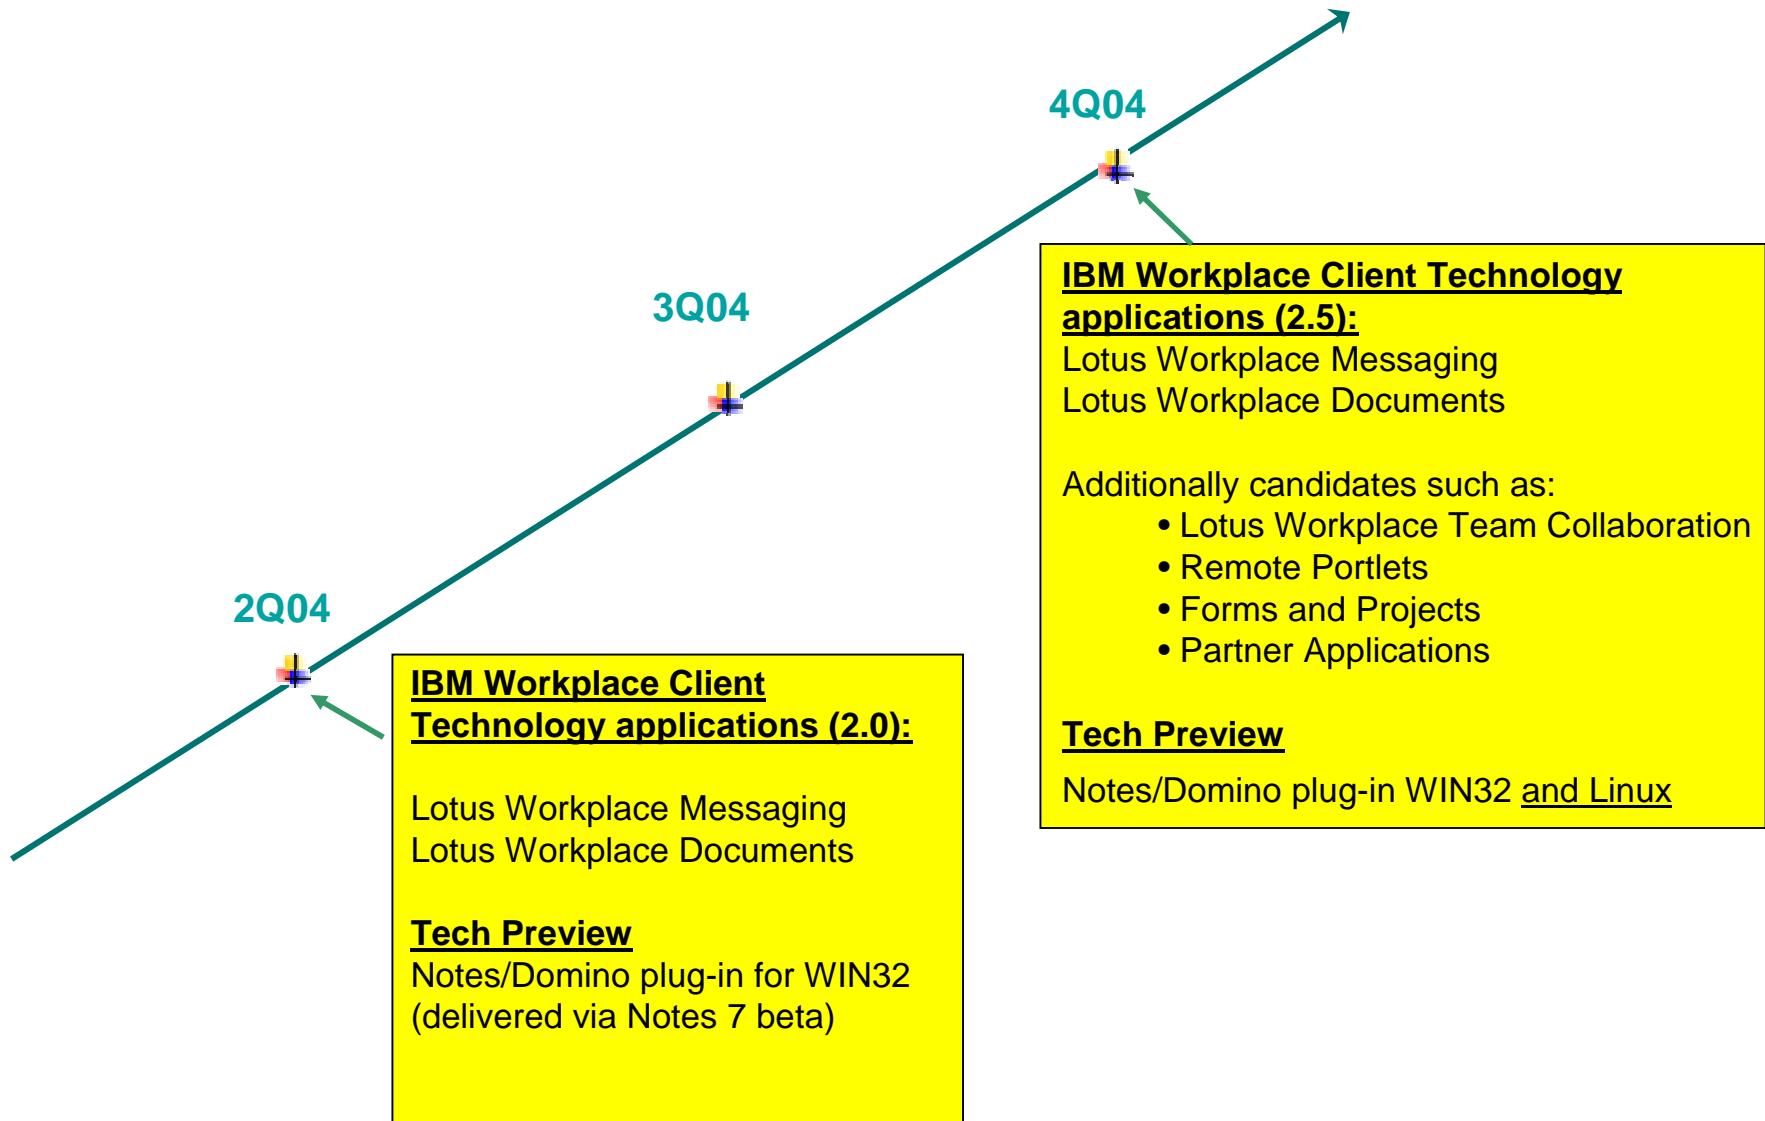 4Q04
3Q04
2Q04
IBM Workplace Client
Technology applications (2.0):
Lotus Workplace Messaging
Lotus Workplace Documents
Tech Preview
Notes/Domino plug-in for WIN32
(delivered via Notes 7 beta)
IBM Workplace Client Technology
applications (2.5):
Lotus Workplace Messaging
Lotus Workplace Documents
Additionally candidates such as:
• Lotus Workplace Team Collaboration
• Remote Portlets
• Forms and Projects
• Partner Applications
Tech Preview
Notes/Domino plug-in WIN32 and Linux